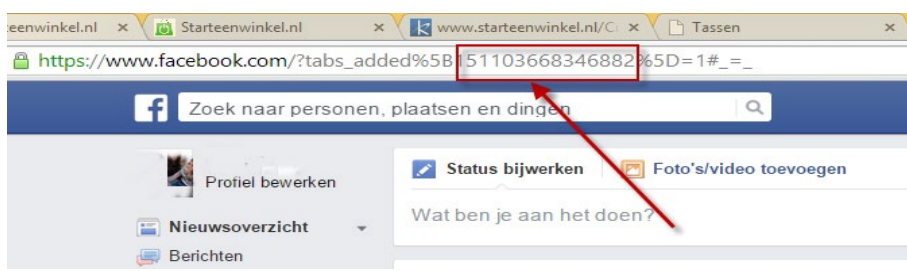 eenwinkel.nl × Starteenwinkel.nl × www.starteenwinkel.nl/C × Tassen ×
https://www.facebook.com/?tabs_added%5B151103668346882%5D=1#_=_
f Zoek naar personen, plaatsen en dingen
Status bijwerken Foto's/video toevoegen
Profiel bewerken
Wat ben je aan het doen?
Nieuwsoverzicht
Berichten